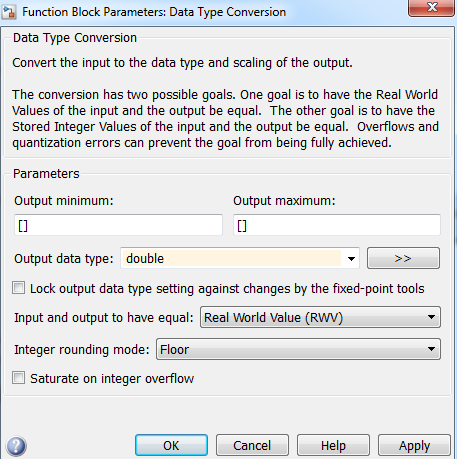 Function Block Parameters: Data Type Conversion
Data Type Conversion
Convert the input to the data type and scaling of the output.
The conversion has two possible goals. One goal is to have the Real World
Values of the input and the output be equal.  The other goal is to have the
Stored Integer Values of the input and the output be equal.  Overflows and
quantization errors can prevent the goal from being fully achieved.
Parameters
Output minimum: Output maximum:
[] []
Output data type: double >>
Lock output data type setting against changes by the fixed-point tools
Input and output to have equal: Real World Value (RWV)
Integer rounding mode: Floor
Saturate on integer overflow
? OK Cancel Help Apply